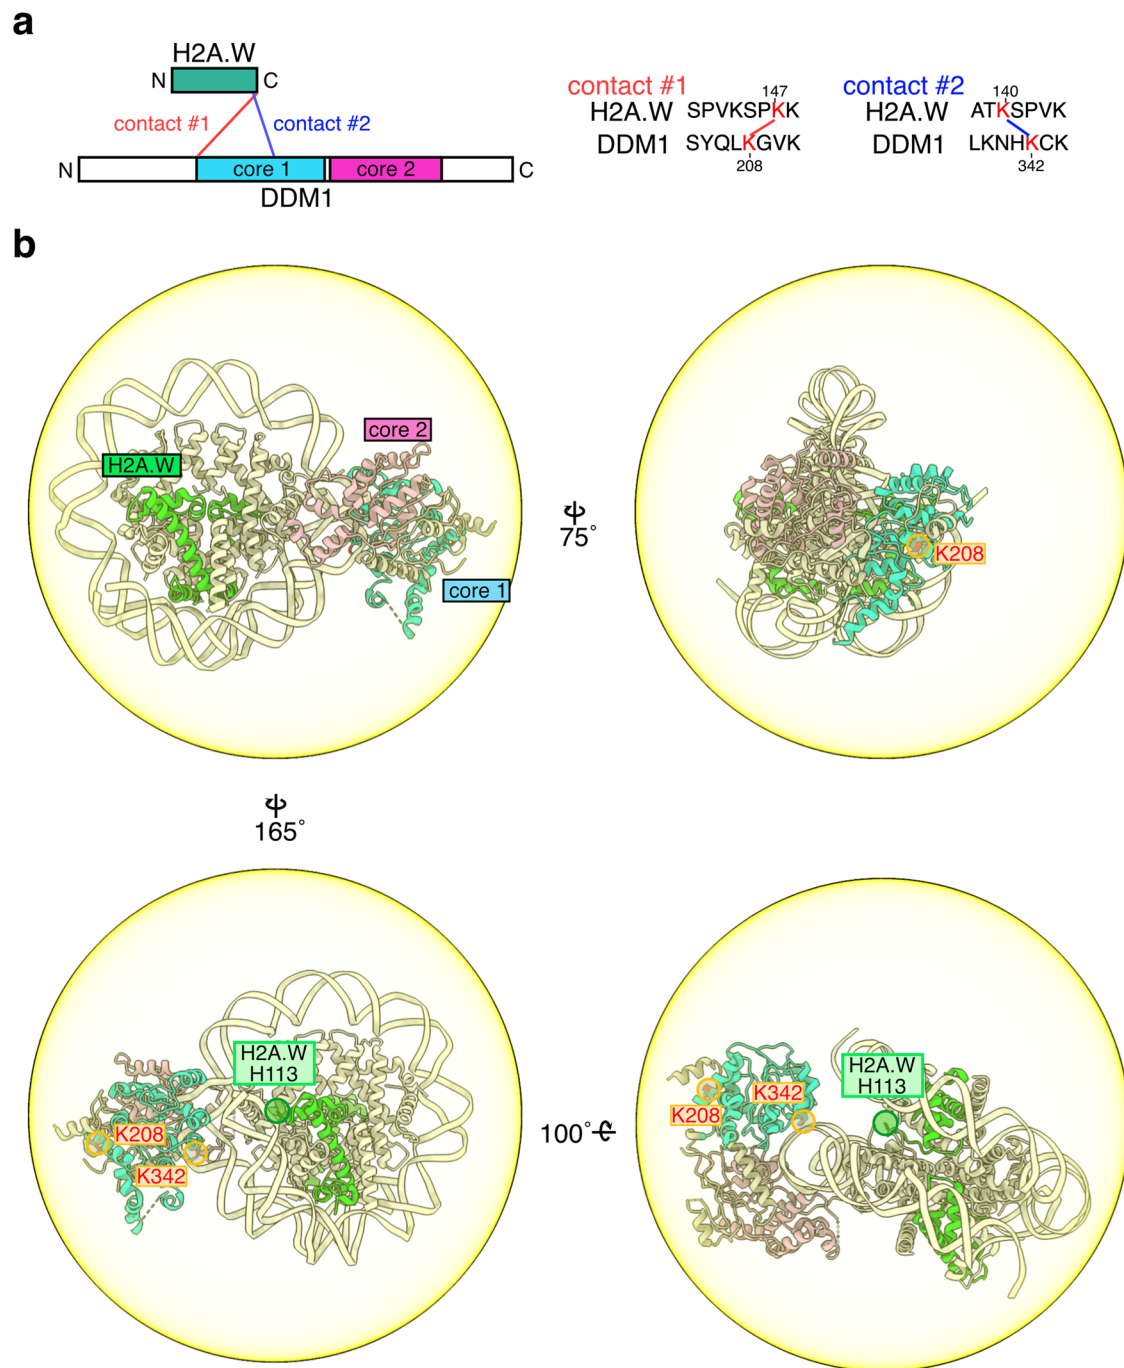 a
H2A.W
N C
contact #1 contact #2
N core 1 core 2 C
DDM1
contact #1
147
H2A.W SPVKSPKK
DDM1 SYQLKGVK
208
contact #2
140
H2A.W ATKSPVK
DDM1 LKNHKCK
342
b
core 2
H2A.W
core 1
75°
K208
165°
H2A.W
H113
K208
K342
100°
H2A.W
H113
K342
K208